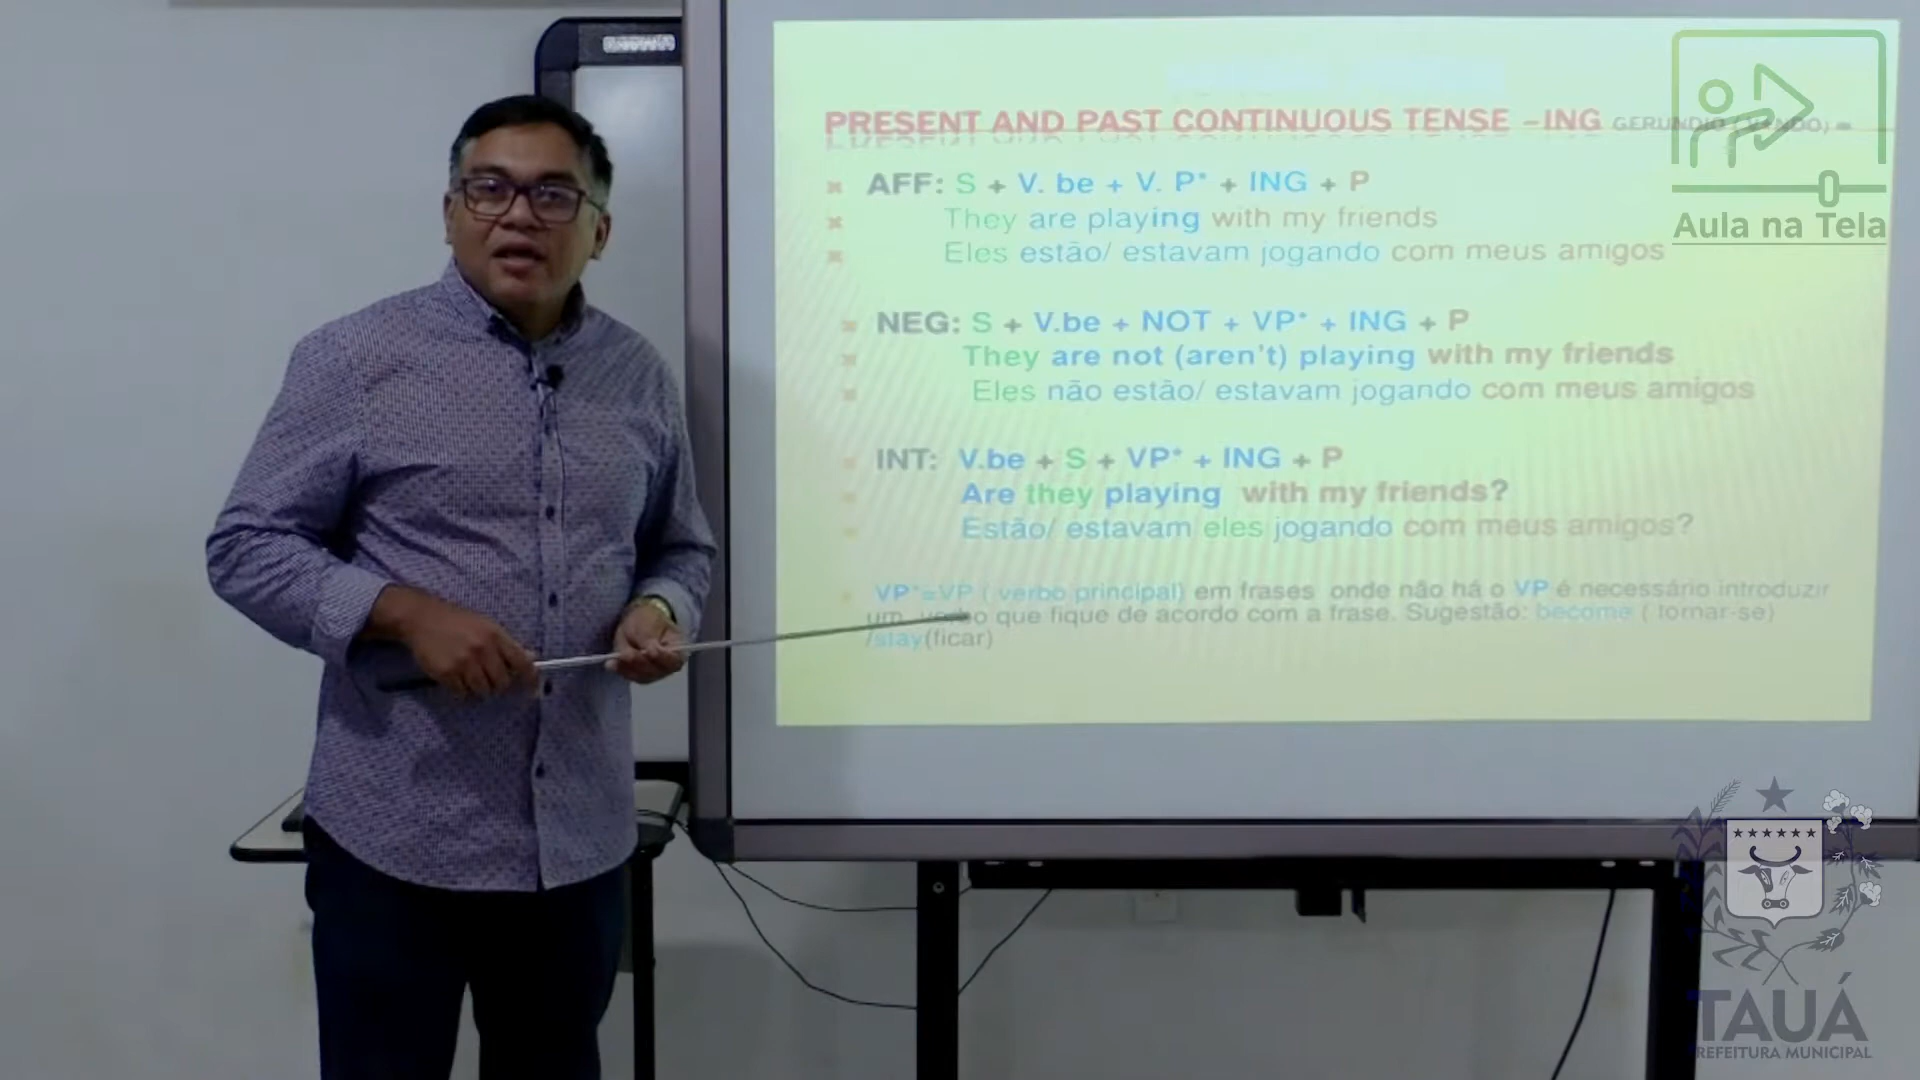 PRESENT AND PAST CONTINUOUS TENSE –ING GERUNDIO
AFF: S + V. be + V. P* + ING + P
They are playing with my friends
Eles estão/ estavam jogando com meus amigos
NEG: S + V.be + NOT + VP* + ING + P
They are not (aren't) playing with my friends
Eles não estão/ estavam jogando com meus amigos
INT: V.be + S + VP* + ING + P
Are they playing with my friends?
Estão/ estavam eles jogando com meus amigos?
VP*=VP ( verbo principal) em frases onde não há o VP é necessário introduzir
um verbo que fique de acordo com a frase. Sugestão: become ( tornar-se)
/stay(ficar)
Aula na Tela
TAUÁ
PREFEITURA MUNICIPAL